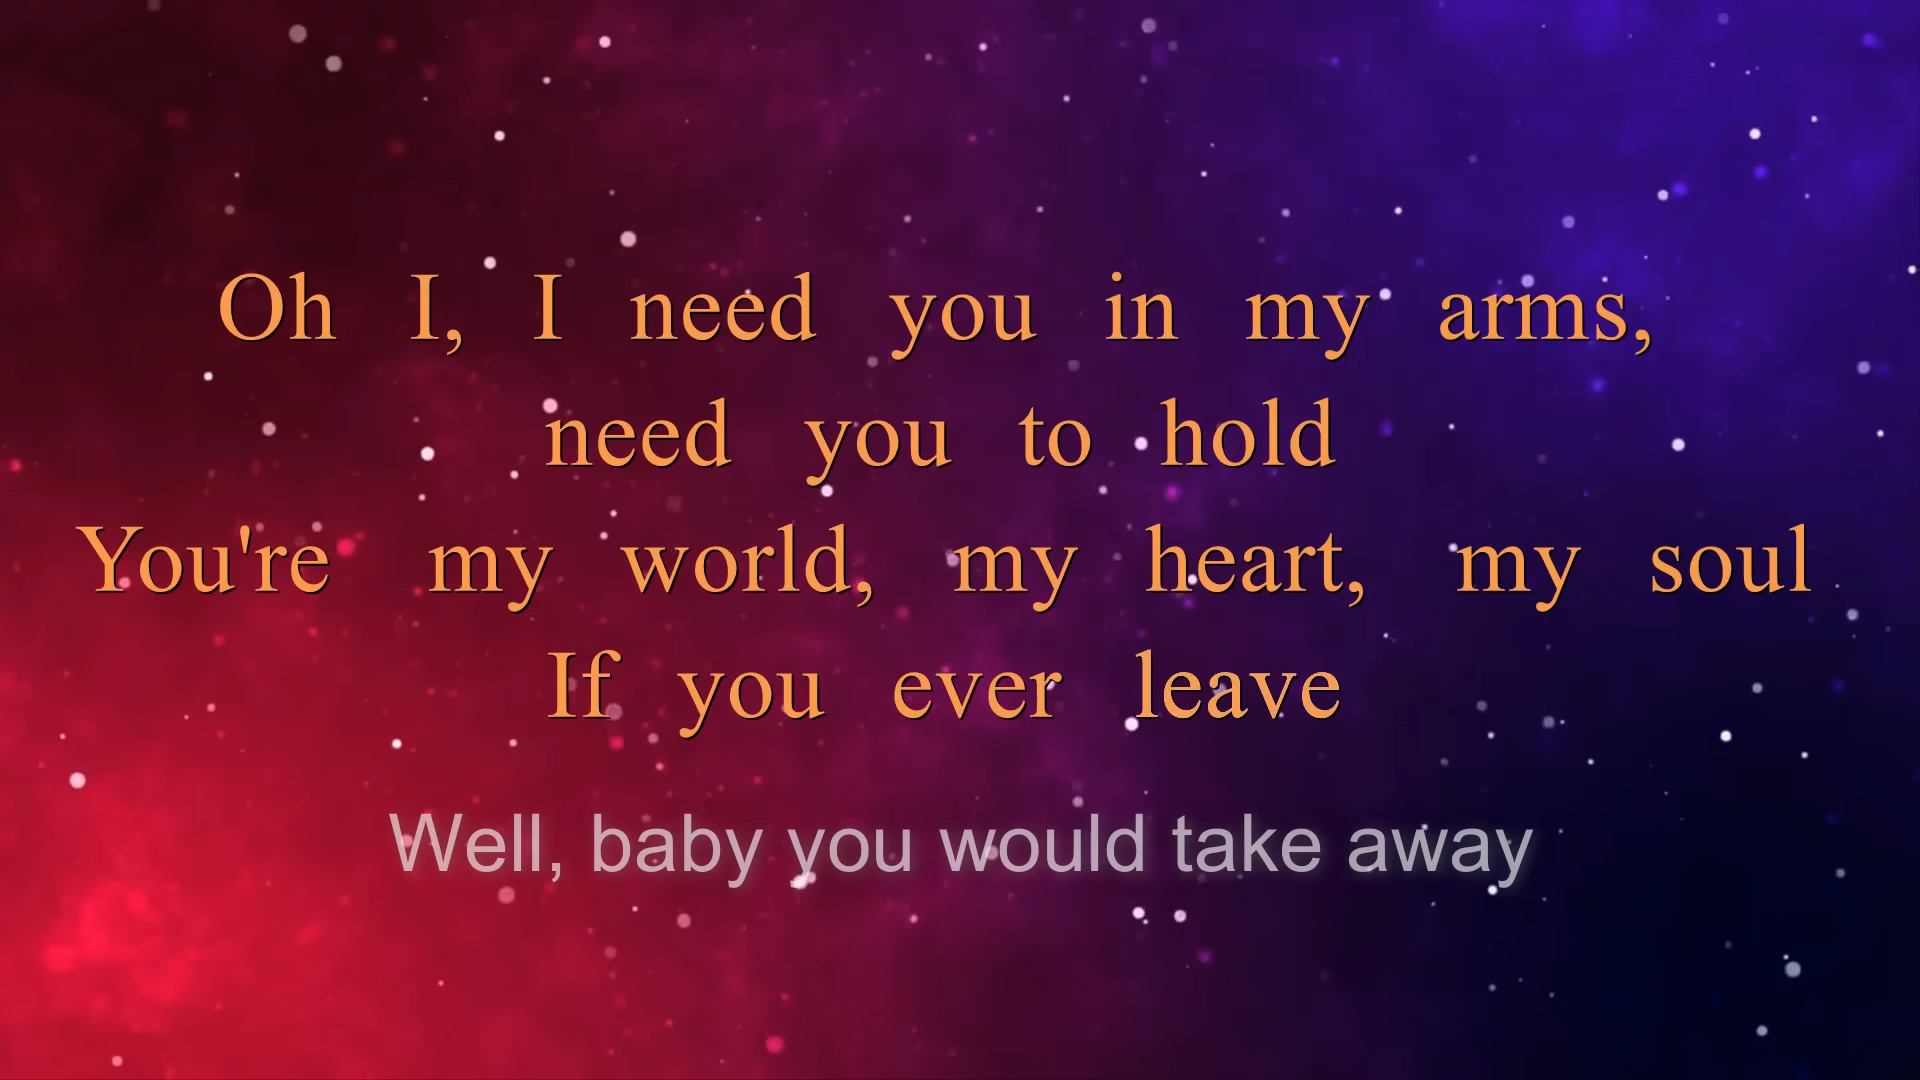 Oh I, I need you in my arms,
need you to hold
You're my world, my heart, my soul
If you ever leave
Well, baby you would take away